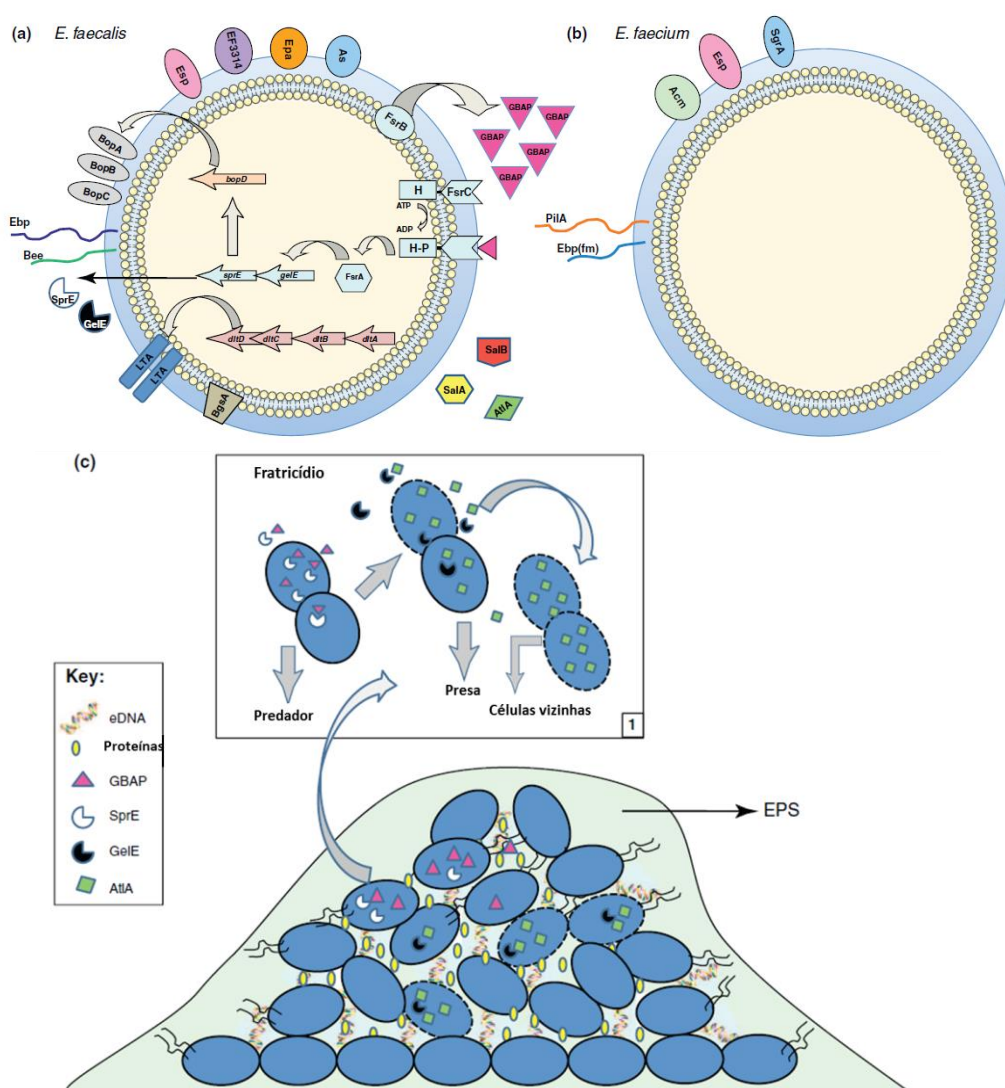 (a) E. faecalis
Esp
EF3314
Epa
As
FsrB
GBAP
GBAP
GBAP
GBAP
GBAP
BopA
BopB
BopC
bopD
H
FsrC
ATP
ADP
H-P
Ebp
Bee
sprE
gelE
FsrA
SprE
GelE
dltD
dltC
dltB
dltA
LTA
LTA
BgsA
SalB
SalA
AtlA
(b) E. faecium
Acm
Esp
SgrA
PilA
Ebp(fm)
(c)
Fratricídio
Predador
Presa
Células vizinhas
1
Key:
eDNA
Proteínas
GBAP
SprE
GelE
AtlA
EPS